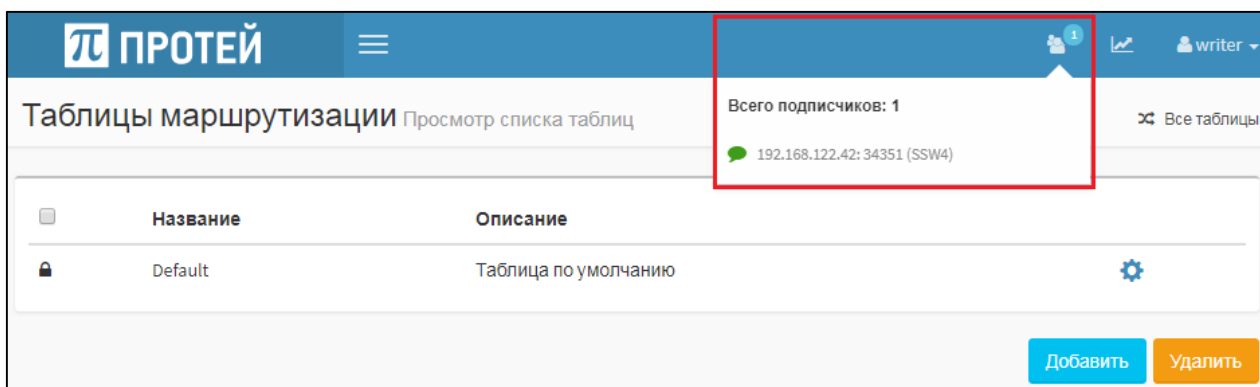 π ПРОТЕЙ
1
writer
Таблицы маршрутизации Просмотр списка таблиц
Всего подписчиков: 1
Все таблицы
192.168.122.42: 34351 (SSW4)
Название Описание
Default Таблица по умолчанию
Добавить Удалить